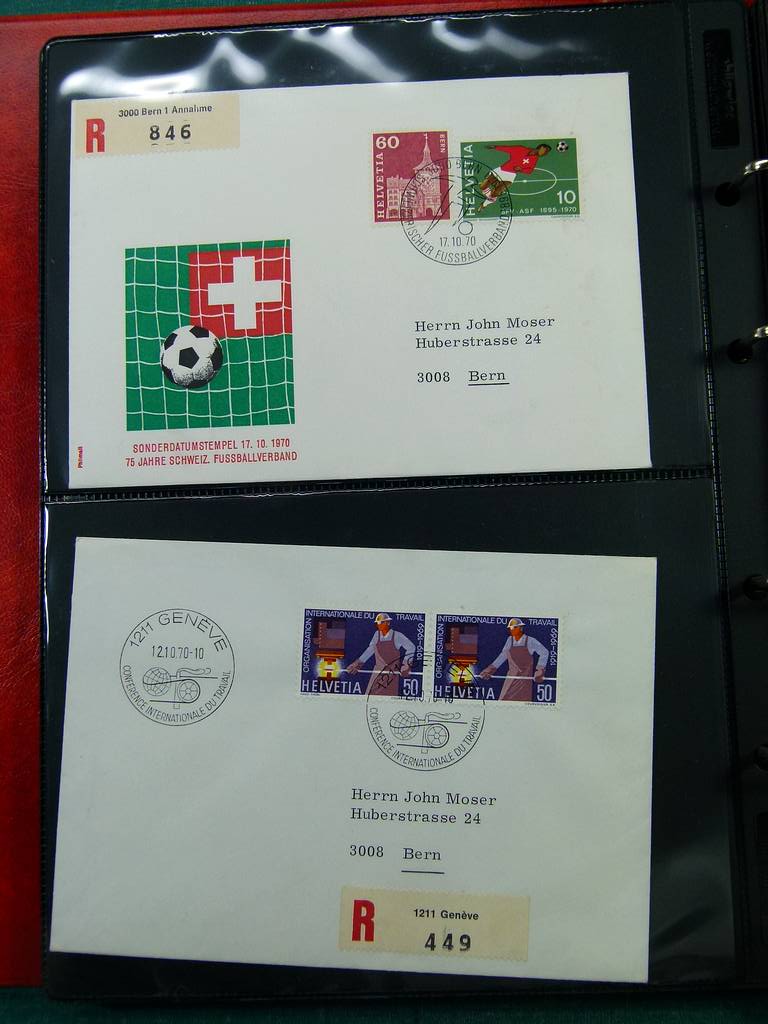 3000 Bern 1 Annahme
R 846
60
HELVETIA
BERN
HELVETIA
10
ASF 1895-1970
17.10.70
FUSSBALLVERBAND
Herrn John Moser
Huberstrasse 24
3008 Bern
SONDERDATUMSTEMPEL 17. 10. 1970
75 JAHRE SCHWEIZ. FUSSBALLVERBAND
1211 GENÈVE
12.10.70-10
CONFÉRENCE INTERNATIONALE DU TRAVAIL
ORGANISATION INTERNATIONALE DU TRAVAIL
1919-1969
HELVETIA 50
ORGANISATION INTERNATIONALE DU TRAVAIL
1919-1969
HELVETIA 50
CONFÉRENCE INTERNATIONALE DU TRAVAIL
Herrn John Moser
Huberstrasse 24
3008 Bern
R 1211 Genève
449